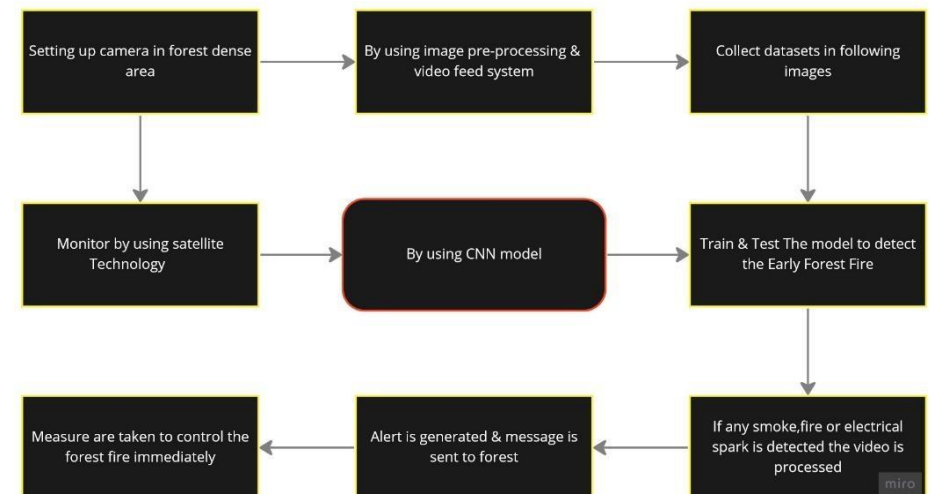 Setting up camera in forest dense
area
By using image pre-processing &
video feed system
Collect datasets in following
images
Monitor by using satellite
Technology
By using CNN model
Train & Test The model to detect
the Early Forest Fire
Measure are taken to control the
forest fire immediately
Alert is generated & message is
sent to forest
If any smoke,fire or electrical
spark is detected the video is
processed
miro